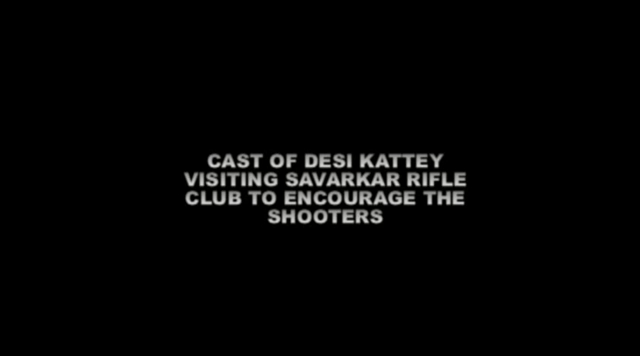 CAST OF DESI KATTEY
VISITING SAVARKAR RIFLE
CLUB TO ENCOURAGE THE
SHOOTERS